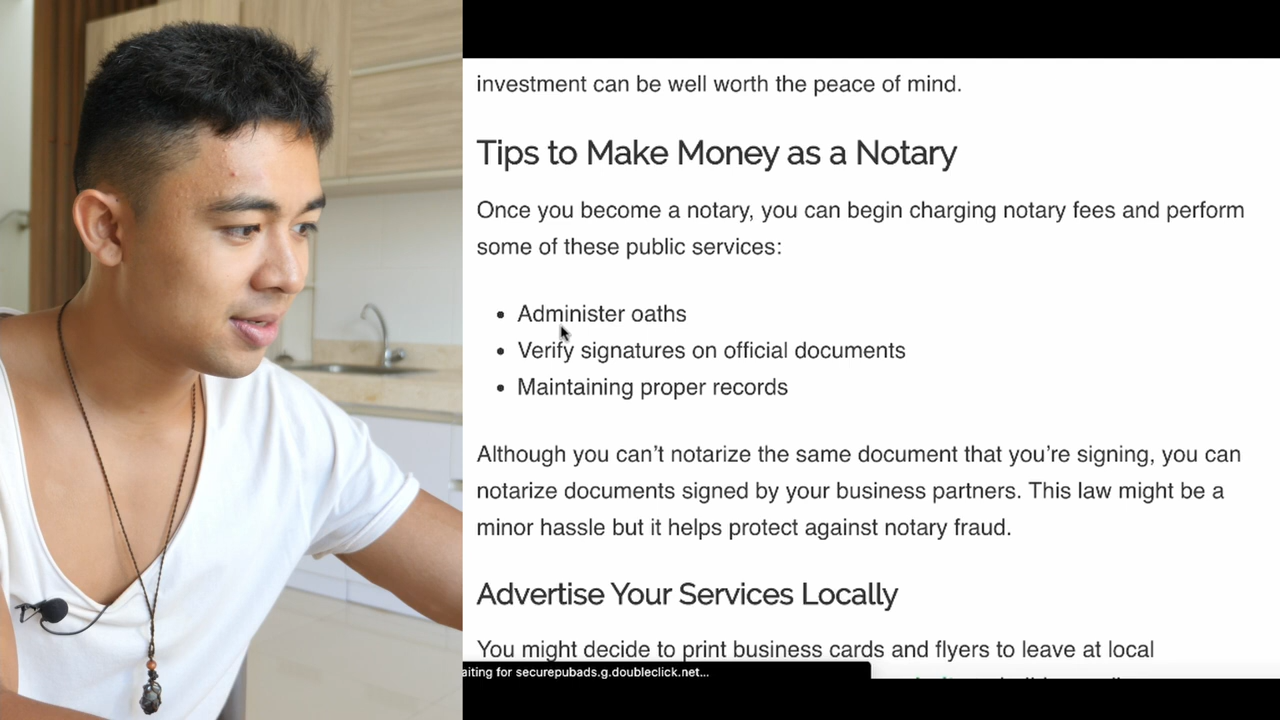 investment can be well worth the peace of mind.
Tips to Make Money as a Notary
Once you become a notary, you can begin charging notary fees and perform
some of these public services:
• Administer oaths
• Verify signatures on official documents
• Maintaining proper records
Although you can’t notarize the same document that you’re signing, you can
notarize documents signed by your business partners. This law might be a
minor hassle but it helps protect against notary fraud.
Advertise Your Services Locally
You might decide to print business cards and flyers to leave at local
aiting for securepubads.g.doubleclick.net...